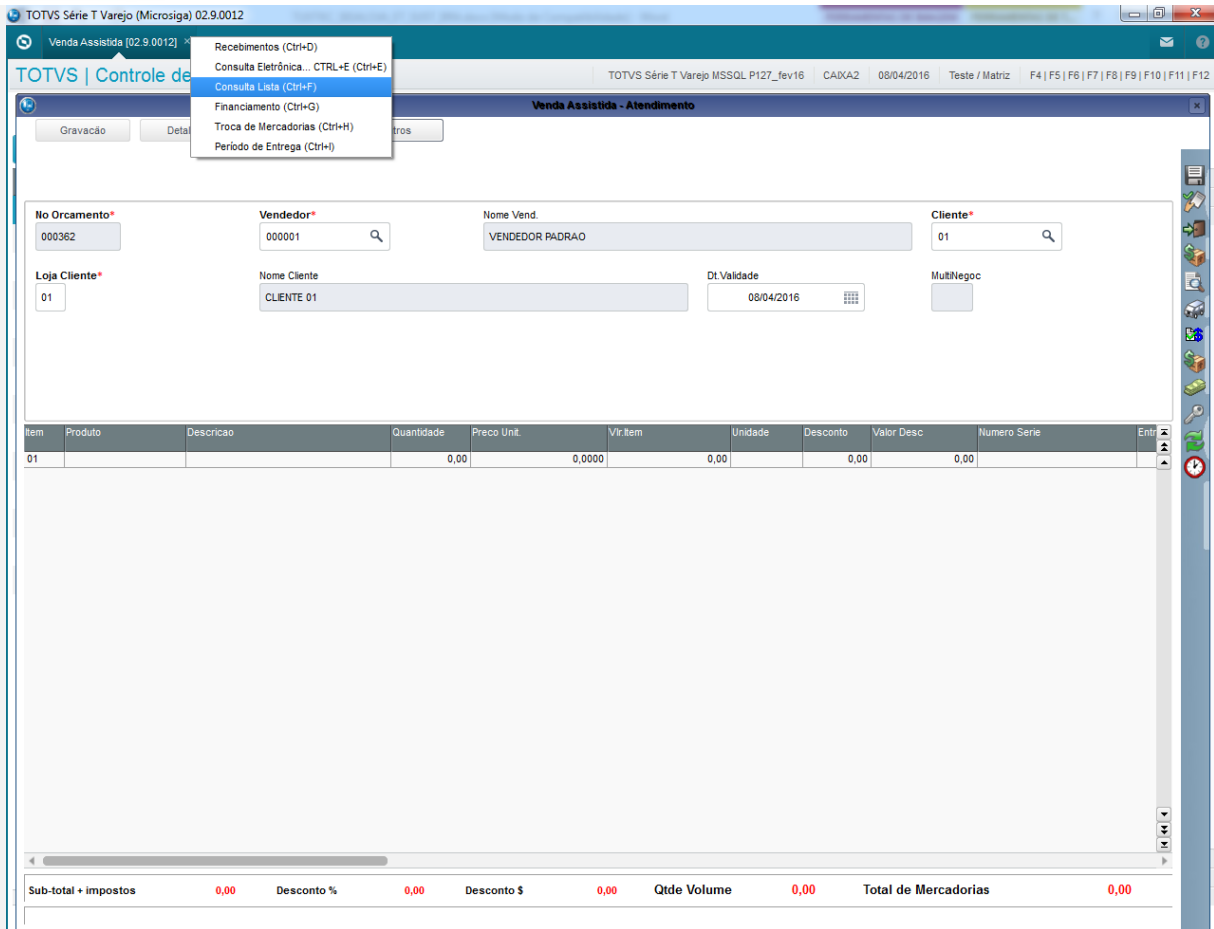 TOTVS Série T Varejo (Microsiga) 02.9.0012
Venda Assistida [02.9.0012] ×
Recebimentos (Ctrl+D)
Consulta Eletrônica... CTRL+E (Ctrl+E)
Consulta Lista (Ctrl+F)
Financiamento (Ctrl+G)
Troca de Mercadorias (Ctrl+H)
Período de Entrega (Ctrl+I)
TOTVS | Controle de
TOTVS Série T Varejo MSSQL P127_fev16 CAIXA2 08/04/2016 Teste / Matriz F4 | F5 | F6 | F7 | F8 | F9 | F10 | F11 | F12
Venda Assistida - Atendimento
Gravacão Detal tros
No Orcamento* Vendedor* Nome Vend. Cliente*
000362 000001 VENDEDOR PADRAO 01
Loja Cliente* Nome Cliente Dt.Validade MultiNegoc
01 CLIENTE 01 08/04/2016
Item Produto Descricao Quantidade Preco Unit. Vlr.Item Unidade Desconto Valor Desc Numero Serie Entr
01 0,00 0,0000 0,00 0,00 0,00
Sub-total + impostos 0,00 Desconto % 0,00 Desconto $ 0,00 Qtde Volume 0,00 Total de Mercadorias 0,00